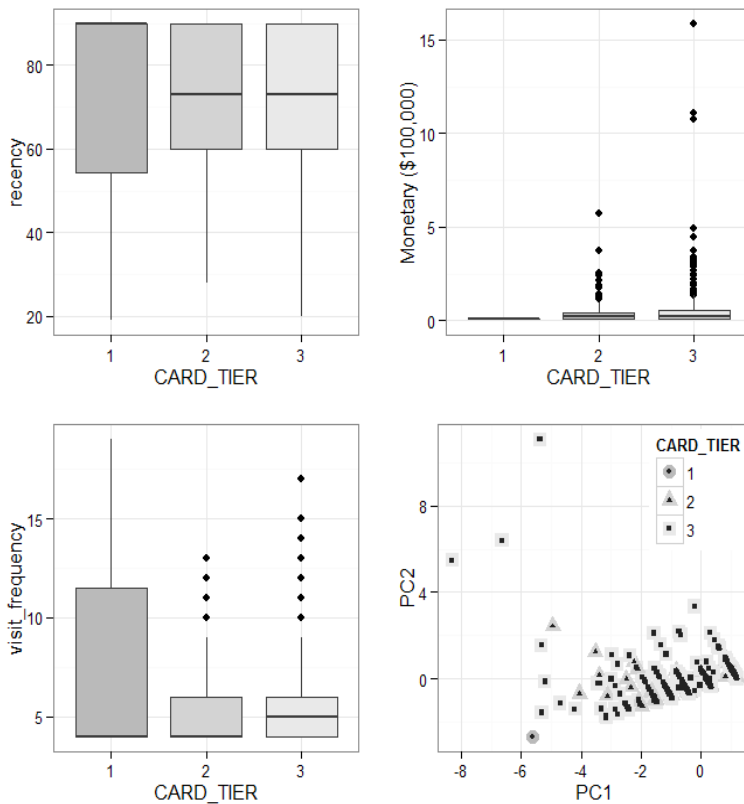 recency
80
60
40
20
1 2 3
CARD_TIER
Monetary ($100,000)
15
10
5
0
1 2 3
CARD_TIER
visit_frequency
15
10
5
1 2 3
CARD_TIER
PC2
8
4
0
CARD_TIER
1
2
3
-8 -6 -4 -2 0
PC1